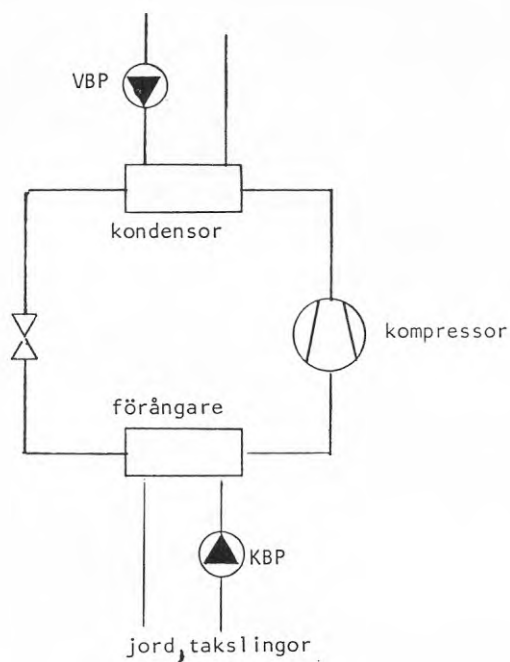 VBP
kondensor
kompressor
förångare
KBP
jord,takslingor